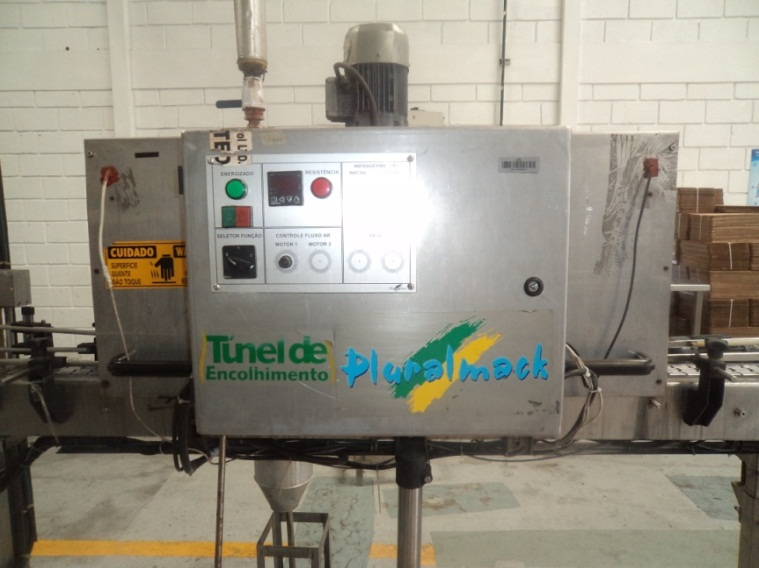 ENERGIZADO
RESISTÊNCIA
SELETOR FUNÇÃO
CONTROLE FLUXO AR
MOTOR 1 MOTOR 2
CUIDADO
SUPERFICIE
QUENTE
NÃO TOQUE
Túnel de
Encolhimento
Pluralmack